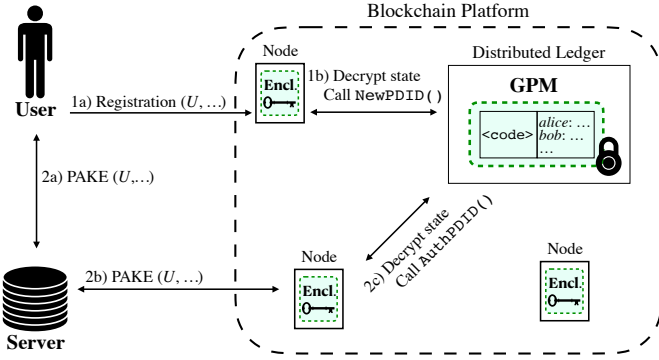 Blockchain Platform
Node
Distributed Ledger
Encl.
1b) Decrypt state
Call NewPDID()
GPM
<code>
alice: ...
bob: ...
...
User
1a) Registration (U, ...)
2a) PAKE (U,...)
2c) Decrypt state
Call AuthPDID()
Node
Encl.
Node
Encl.
2b) PAKE (U, ...)
Server